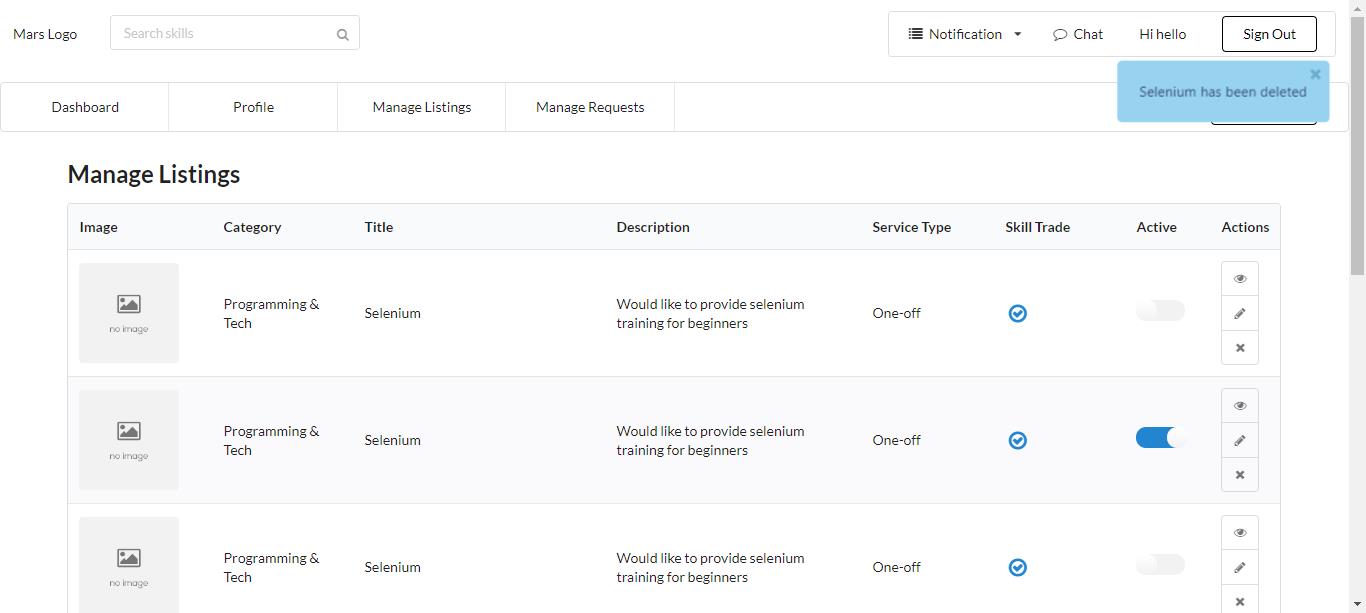 Mars Logo
Search skills
Notification
Chat
Hi hello
Sign Out
Selenium has been deleted
Dashboard
Profile
Manage Listings
Manage Requests
Manage Listings
Image
Category
Title
Description
Service Type
Skill Trade
Active
Actions
no image
Programming &
Tech
Selenium
Would like to provide selenium
training for beginners
One-off
no image
Programming &
Tech
Selenium
Would like to provide selenium
training for beginners
One-off
no image
Programming &
Tech
Selenium
Would like to provide selenium
training for beginners
One-off